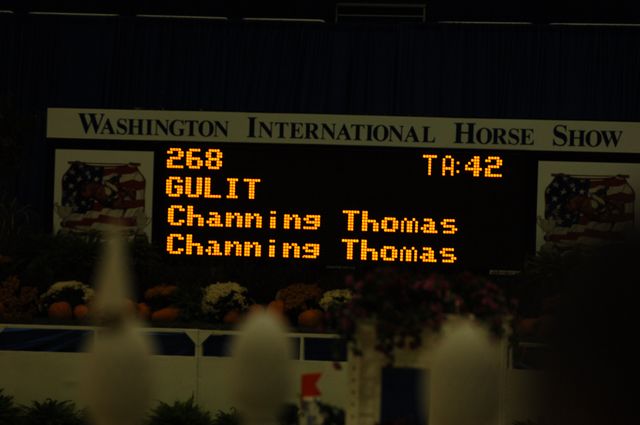 WASHINGTON INTERNATIONAL HORSE SHOW
268 TA:42
GULIT
Channing Thomas
Channing Thomas